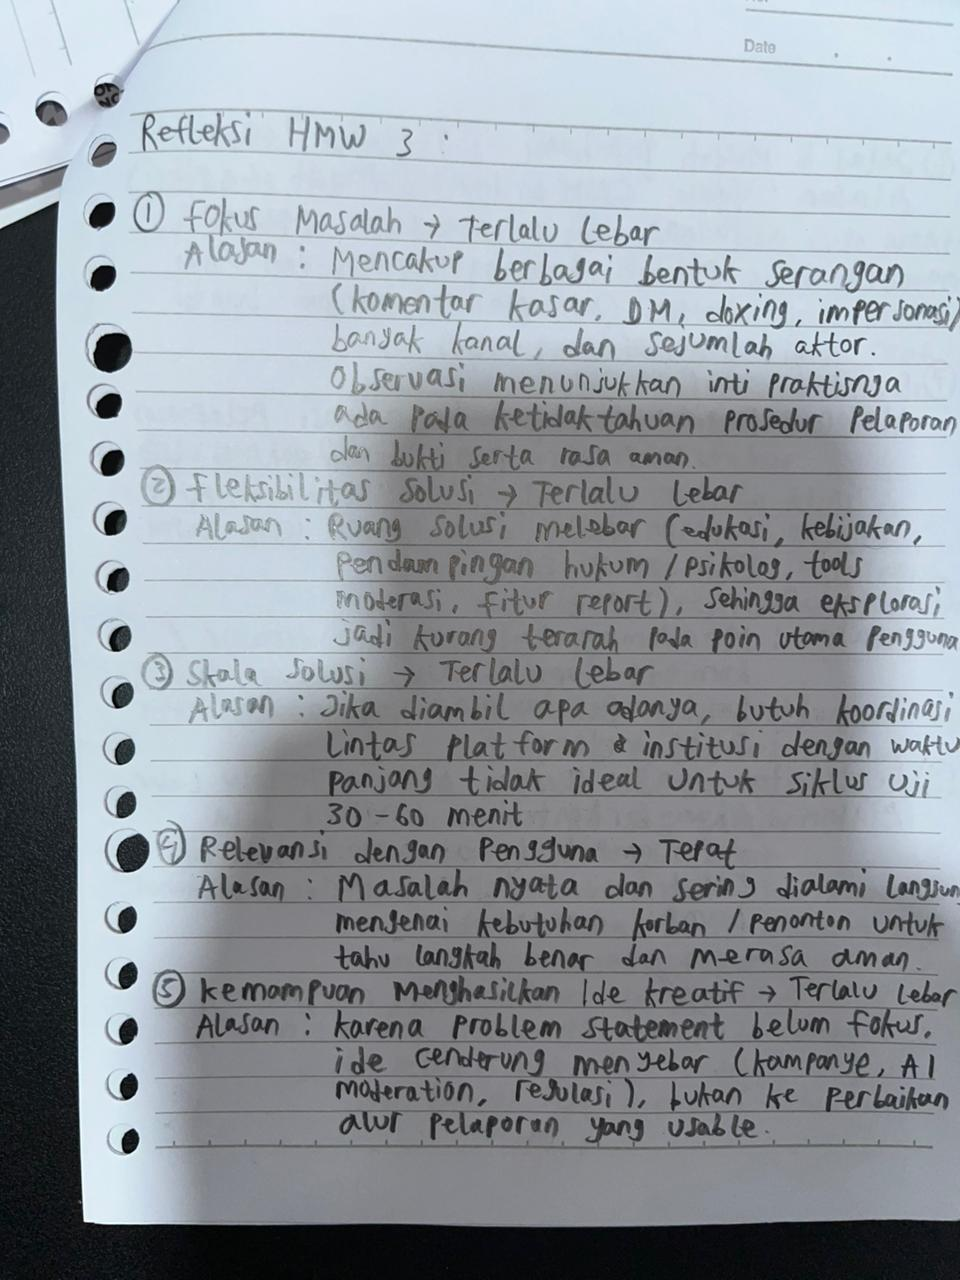 Date
Refleksi HMW 3 :
① Fokus Masalah → Terlalu Lebar
Alasan : Mencakup berbagai bentuk serangan
(komentar kasar, DM, doxing, impersonasi)
banyak kanal, dan sejumlah aktor.
Observasi menunjukkan inti praktisnya
ada pada ketidaktahuan prosedur pelaporan
dan bukti serta rasa aman.
② Fleksibilitas Solusi → Terlalu Lebar
Alasan : Ruang solusi melebar (edukasi, kebijakan,
pendampingan hukum / psikolog, tools
moderasi, fitur report), sehingga eksplorasi
jadi kurang terarah pada poin utama pengguna
③ Skala Solusi → Terlalu Lebar
Alasan : Jika diambil apa adanya, butuh koordinasi
lintas platform & institusi dengan waktu
panjang tidak ideal untuk siklus uji
30 - 60 menit
④ Relevansi dengan Pengguna → Tepat
Alasan : Masalah nyata dan sering dialami langsun
mengenai kebutuhan korban / penonton untuk
tahu langkah benar dan merasa aman.
⑤ Kemampuan Menghasilkan Ide kreatif → Terlalu Lebar
Alasan : karena problem statement belum fokus,
ide cenderung menyebar (kampanye, AI
moderation, regulasi), bukan ke perbaikan
alur pelaporan yang usable.